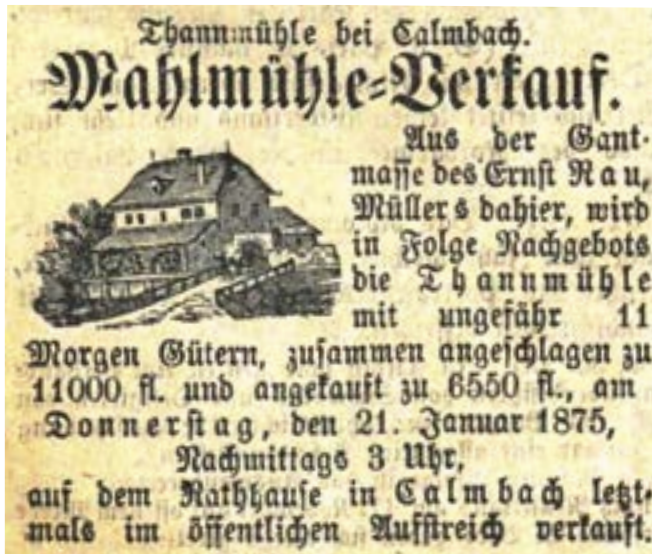 Thannmühle bei Calmbach.
Mahlmühle-Verkauf.
Aus der Gant-
masse des Ernst Rau,
Müllers dahier, wird
in Folge Nachgebots
die Thannmühle
mit ungefähr 11
Morgen Gütern, zusammen angeschlagen zu
11000 fl. und angekauft zu 6550 fl., am
Donnerstag, den 21. Januar 1875,
Nachmittags 3 Uhr,
auf dem Rathhause in Calmbach letzt-
mals im öffentlichen Aufstreich verkauft.